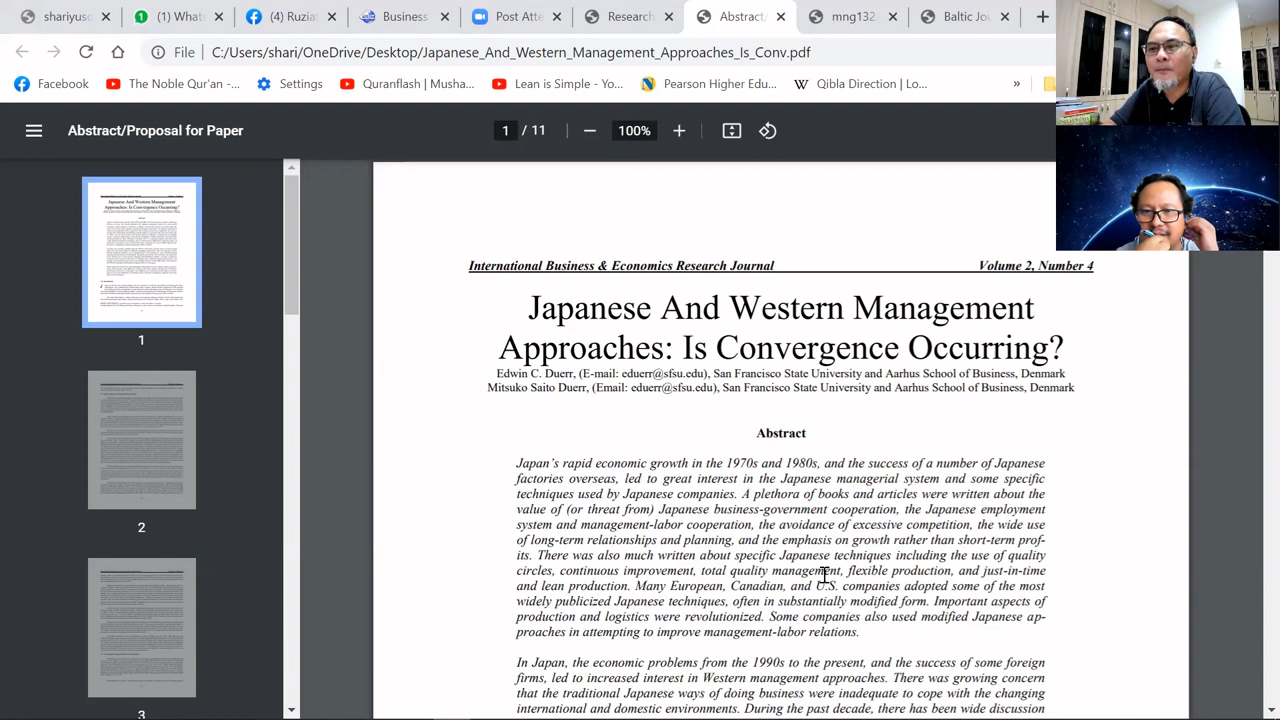 shariyusc
(1) What
(4) Ruzia
Business
Post Atte
Research
Abstract/
mng132
Baltic Jo
File C:/Users/shari/OneDrive/Desktop/Japanese_And_Western_Management_Approaches_Is_Conv.pdf
Facebook
The Noble Quran -
Quranflash | Mod
Learn Simple - Yo...
Pearson Higher Edu...
Qibla Direction | Lo...
»
Abstract/Proposal for Paper
1 / 11
100%
1
2
3
International Business & Economics Research Journal Volume 2, Number 4
Japanese And Western Management
Approaches: Is Convergence Occurring?
Edwin C. Duerr, (E-mail: eduerr@sfsu.edu), San Francisco State University and Aarhus School of Business, Denmark
Mitsuko Saito Duerr, (Email: eduerr@sfsu.edu), San Francisco State University and Aarhus School of Business, Denmark
Abstract
Japan's rapid economic growth in the 1970s and 1980s, and the success of a number of Japanese
factories overseas, led to great interest in the Japanese managerial system and some specific
techniques used by Japanese companies. A plethora of books and articles were written about the
value of (or threat from) Japanese business-government cooperation, the Japanese employment
system and management-labor cooperation, the avoidance of excessive competition, the wide use
of long-term relationships and planning, and the emphasis on growth rather than short-term prof-
its. There was also much written about specific Japanese techniques including the use of quality
circles, continuous improvement, total quality management, flexible production, and just-in-time
or lean production, Many European, Canadian, and US companies adopted some of the most
widely publicized Japanese techniques, often in substantially modified form. Important aspects of
production and logistics were revolutionized. Some companies also used modified Japanese ap-
proaches in attempting to improve management-labor relations.
In Japan, the economic problems from the 1990s to the present, and the success of some foreign
firms, led to increased interest in Western management approaches. There was growing concern
that the traditional Japanese ways of doing business were inadequate to cope with the changing
international and domestic environments. During the past decade, there has been wide discussion